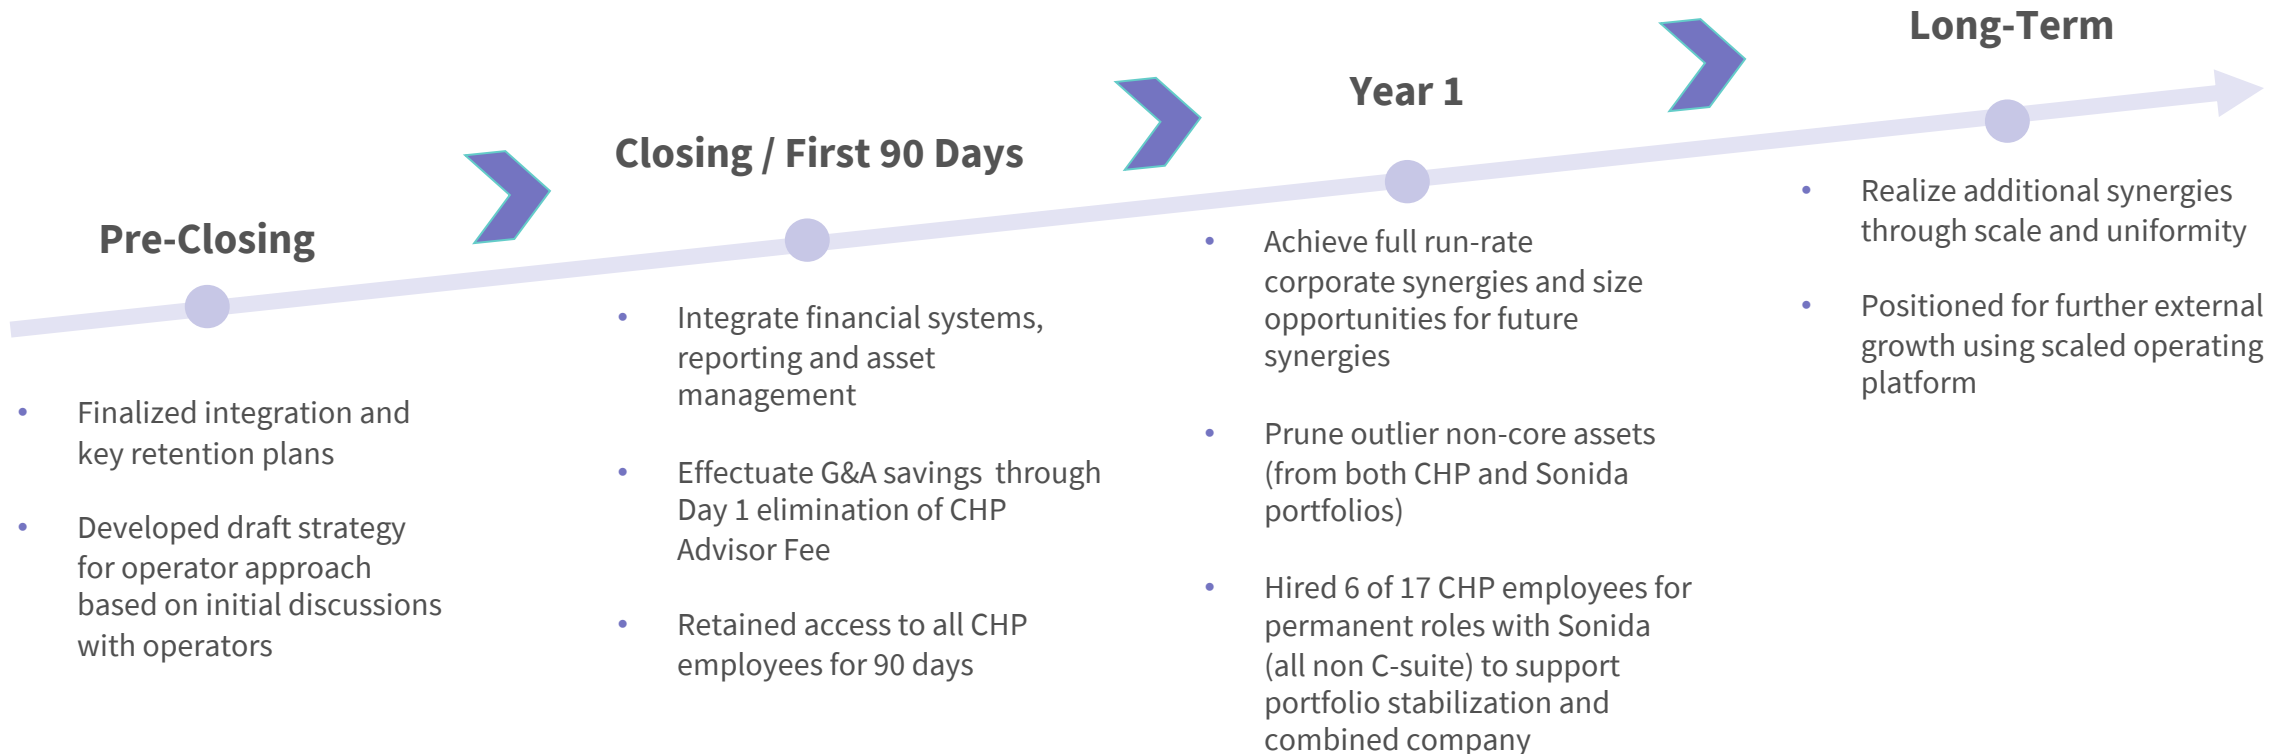 Pre-Closing
• Finalized integration and
key retention plans
• Developed draft strategy
for operator approach
based on initial discussions
with operators
Closing / First 90 Days
• Integrate financial systems,
reporting and asset
management
• Effectuate G&A savings  through
Day 1 elimination of CHP
Advisor Fee
• Retained access to all CHP
employees for 90 days
Year 1
• Achieve full run-rate
corporate synergies and size
opportunities for future
synergies
• Prune outlier non-core assets
(from both CHP and Sonida
portfolios)
• Hired 6 of 17 CHP employees for
permanent roles with Sonida
(all non C-suite) to support
portfolio stabilization and
combined company
Long-Term
• Realize additional synergies
through scale and uniformity
• Positioned for further external
growth using scaled operating
platform